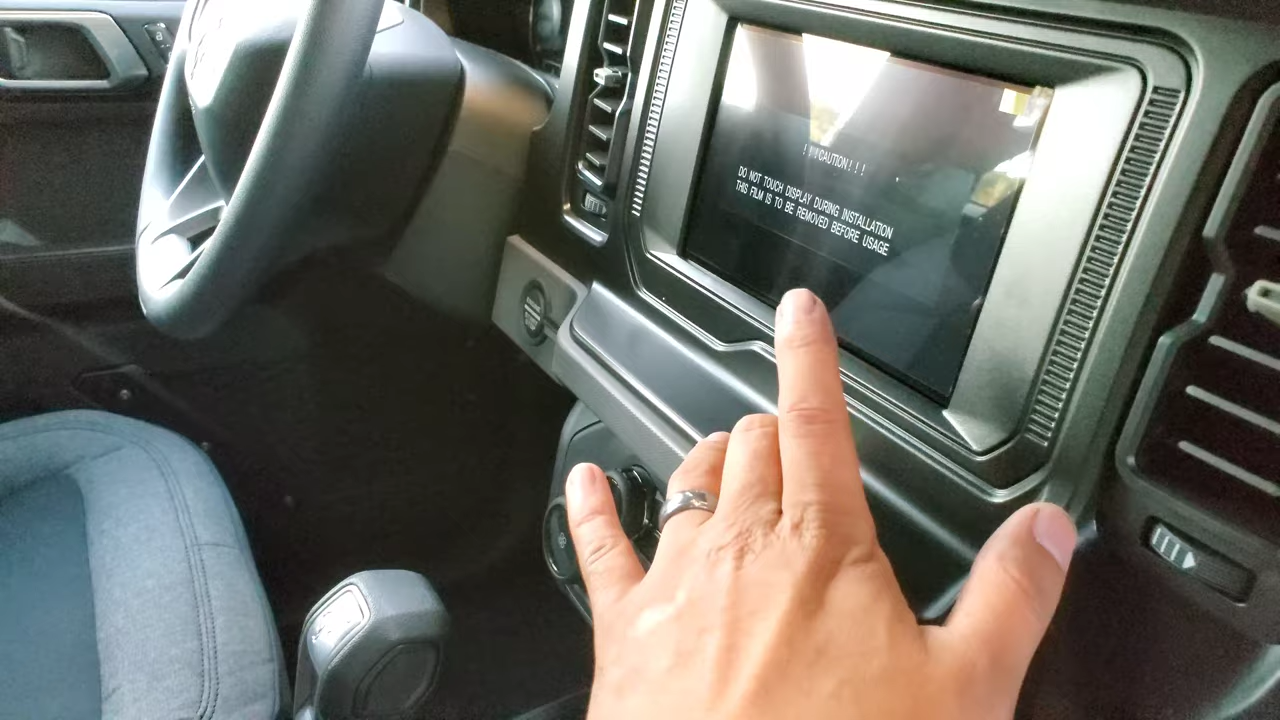 ! ! !CAUTION! ! !
DO NOT TOUCH DISPLAY DURING INSTALLATION
THIS FILM IS TO BE REMOVED BEFORE USAGE